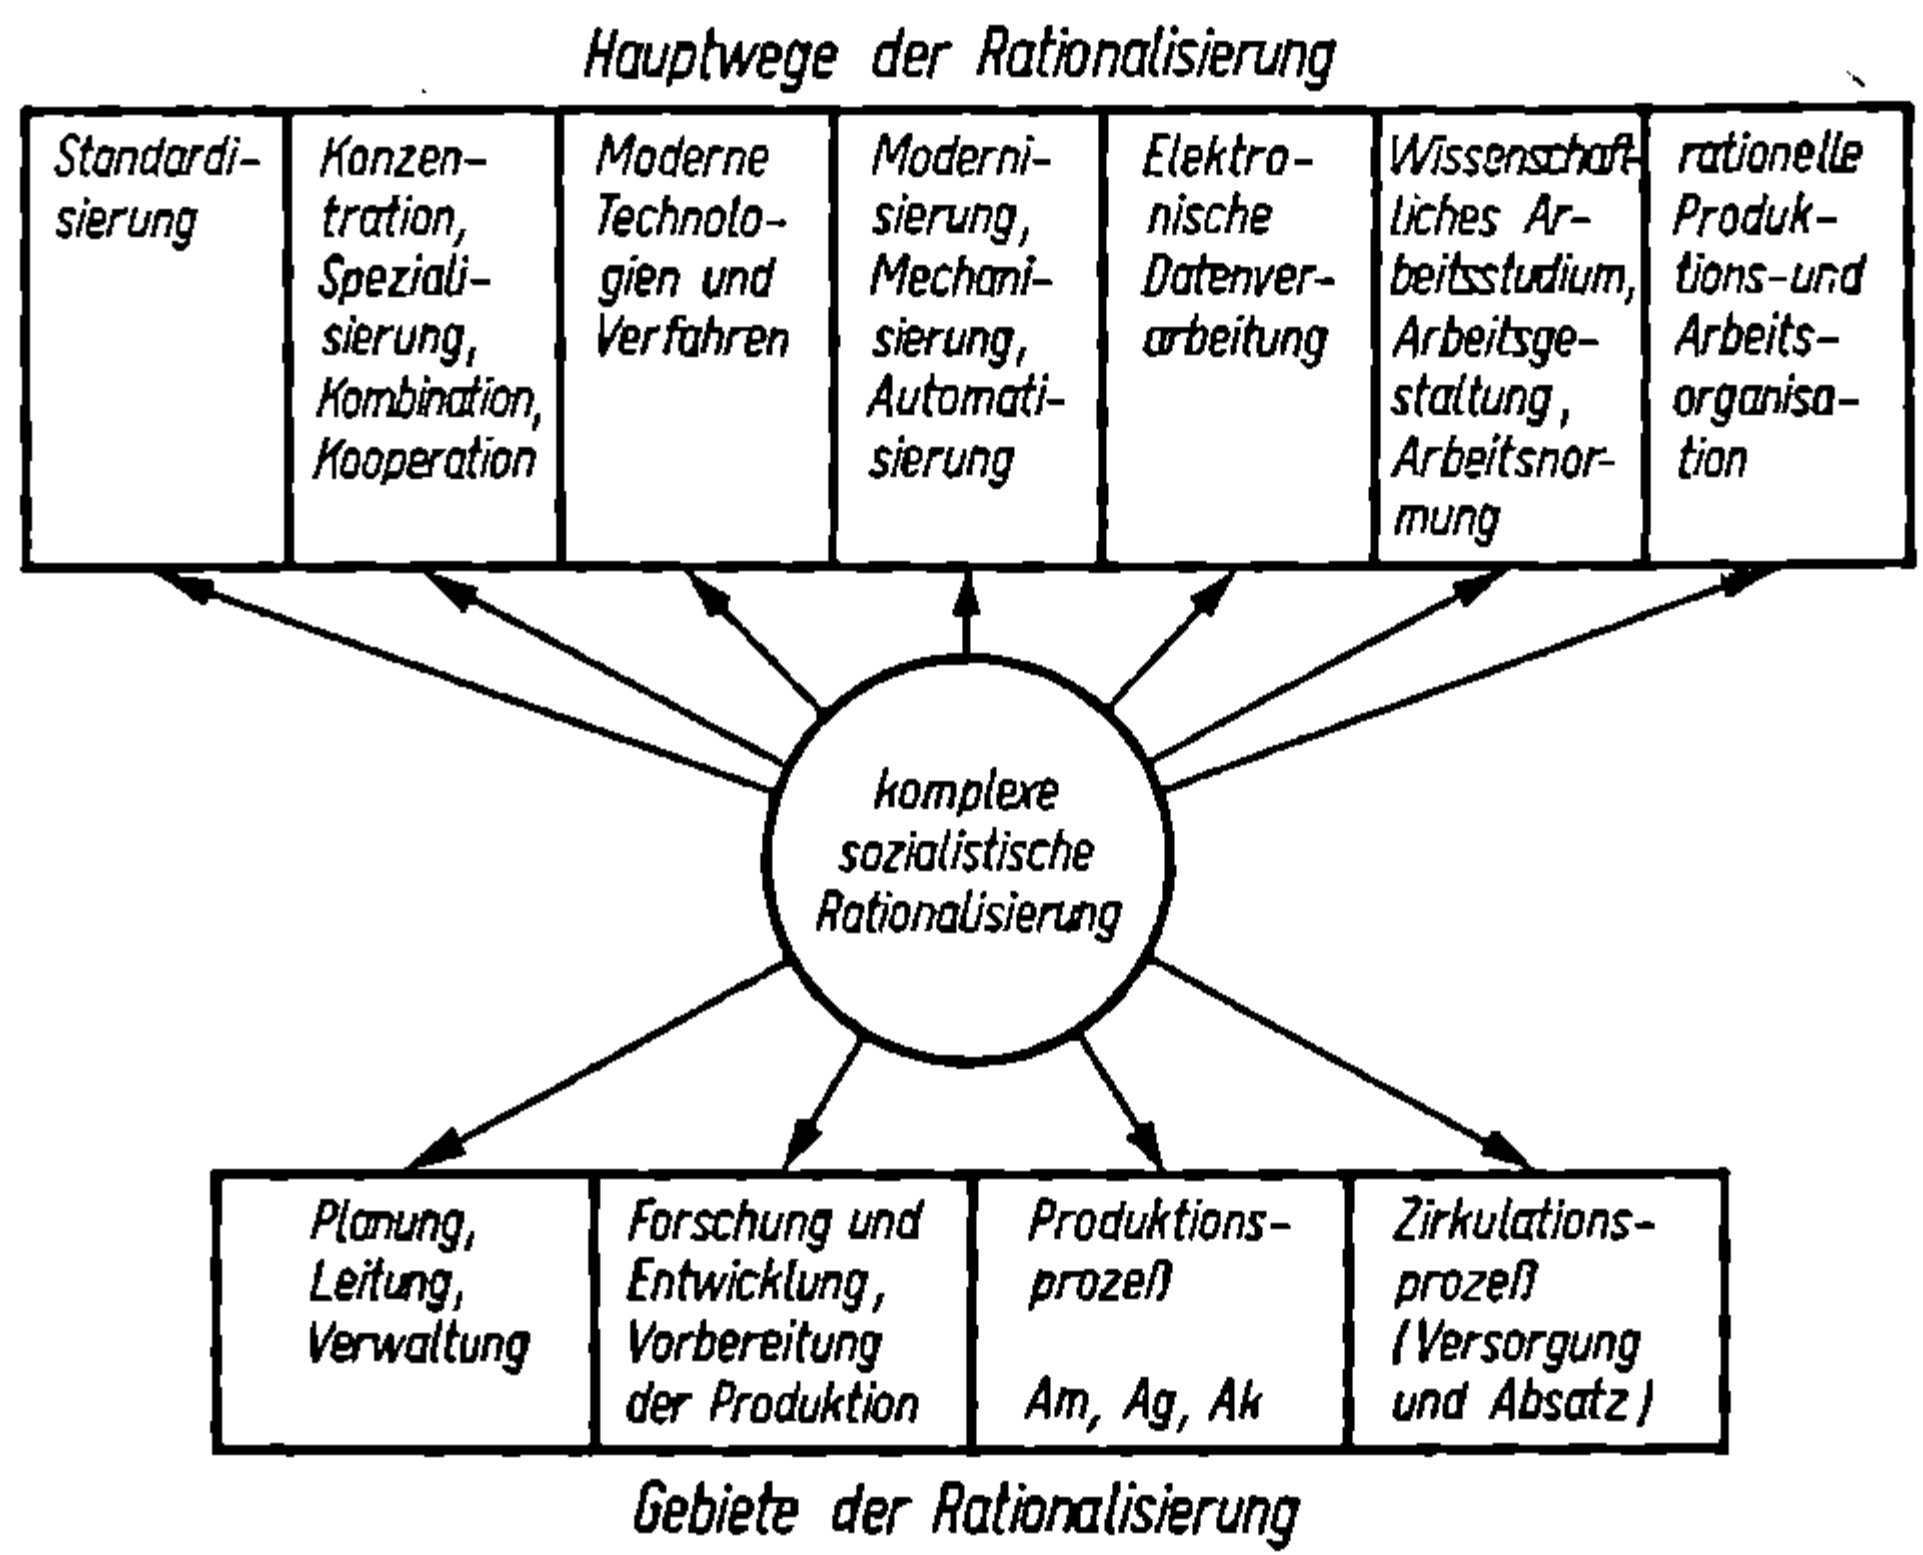 Hauptwege der Rationalisierung
Standardi-
sierung
Konzen-
tration,
Speziali-
sierung,
Kombination,
Kooperation
Moderne
Technolo-
gien und
Verfahren
Moderni-
sierung,
Mechani-
sierung,
Automati-
sierung
Elektro-
nische
Datenver-
arbeitung
Wissenschaft-
liches Ar-
beitsstudium,
Arbeitsge-
staltung,
Arbeitsnor-
mung
rationelle
Produk-
tions-und
Arbeits-
organisa-
tion
komplexe
sozialistische
Rationalisierung
Planung,
Leitung,
Verwaltung
Forschung und
Entwicklung,
Vorbereitung
der Produktion
Produktions-
prozeß
Am, Ag, Ak
Zirkulations-
prozeß
(Versorgung
und Absatz)
Gebiete der Rationalisierung